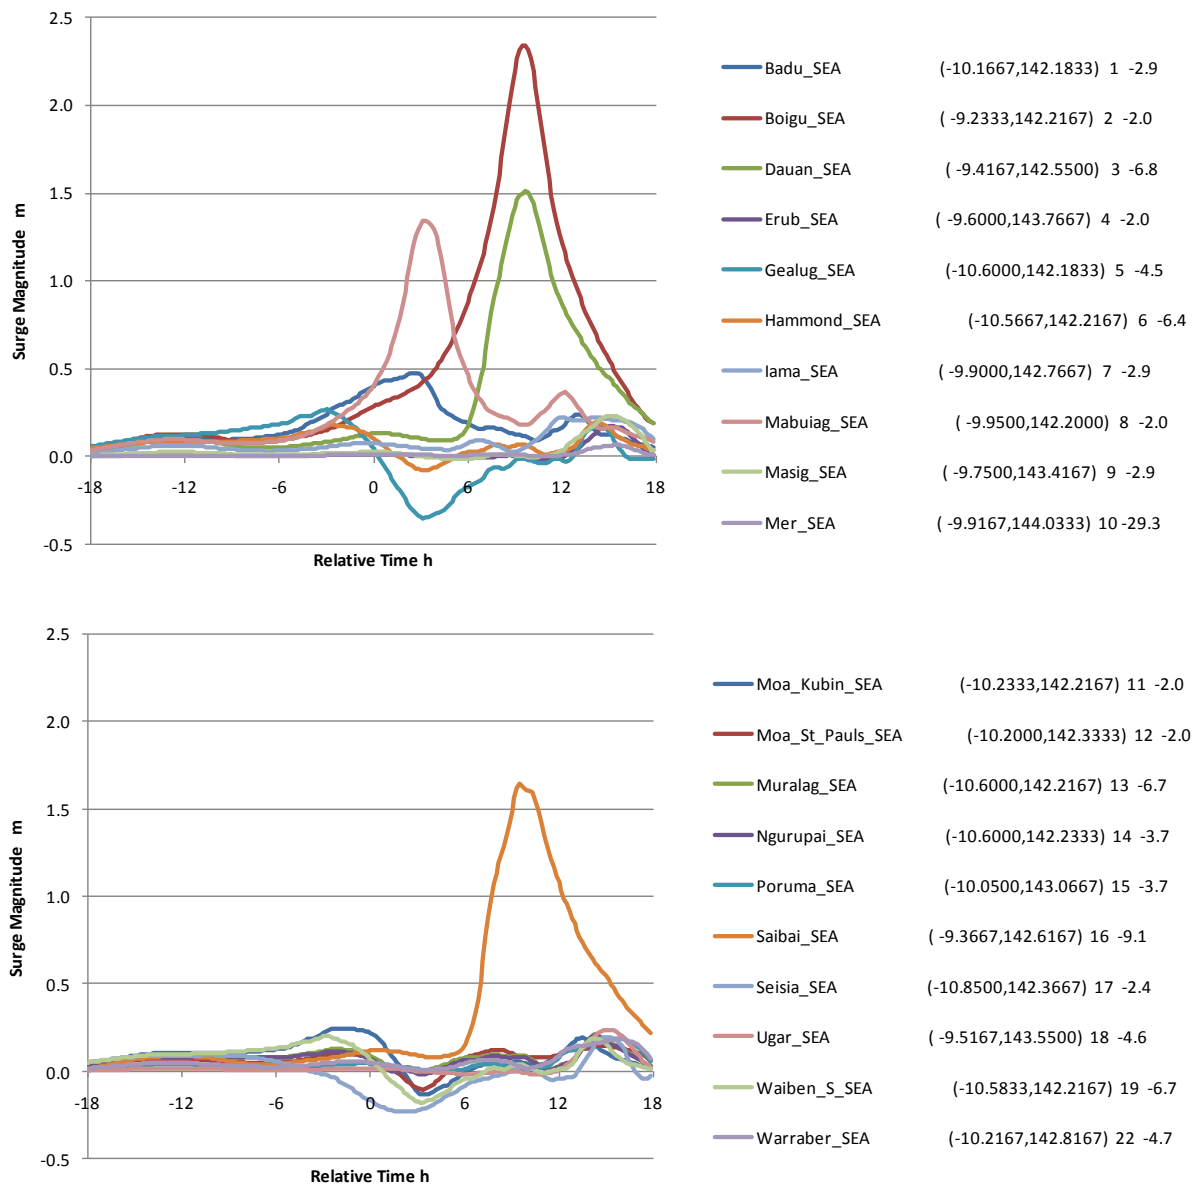 2.5
2.0
1.5
1.0
0.5
0.0
-0.5
Surge Magnitude m
-18 -12 -6 0 6 12 18
Relative Time h
Badu_SEA (-10.1667,142.1833) 1 -2.9
Boigu_SEA ( -9.2333,142.2167) 2 -2.0
Dauan_SEA ( -9.4167,142.5500) 3 -6.8
Erub_SEA ( -9.6000,143.7667) 4 -2.0
Gealug_SEA (-10.6000,142.1833) 5 -4.5
Hammond_SEA (-10.5667,142.2167) 6 -6.4
Iama_SEA (-9.9000,142.7667) 7 -2.9
Mabuiag_SEA ( -9.9500,142.2000) 8 -2.0
Masig_SEA ( -9.7500,143.4167) 9 -2.9
Mer_SEA ( -9.9167,144.0333) 10 -29.3
2.5
2.0
1.5
1.0
0.5
0.0
-0.5
Surge Magnitude m
-18 -12 -6 0 6 12 18
Relative Time h
Moa_Kubin_SEA (-10.2333,142.2167) 11 -2.0
Moa_St_Pauls_SEA (-10.2000,142.3333) 12 -2.0
Muralag_SEA (-10.6000,142.2167) 13 -6.7
Ngurupai_SEA (-10.6000,142.2333) 14 -3.7
Poruma_SEA (-10.0500,143.0667) 15 -3.7
Saibai_SEA ( -9.3667,142.6167) 16 -9.1
Seisia_SEA (-10.8500,142.3667) 17 -2.4
Ugar_SEA ( -9.5167,143.5500) 18 -4.6
Waiben_S_SEA (-10.5833,142.2167) 19 -6.7
Warraber_SEA (-10.2167,142.8167) 22 -4.7